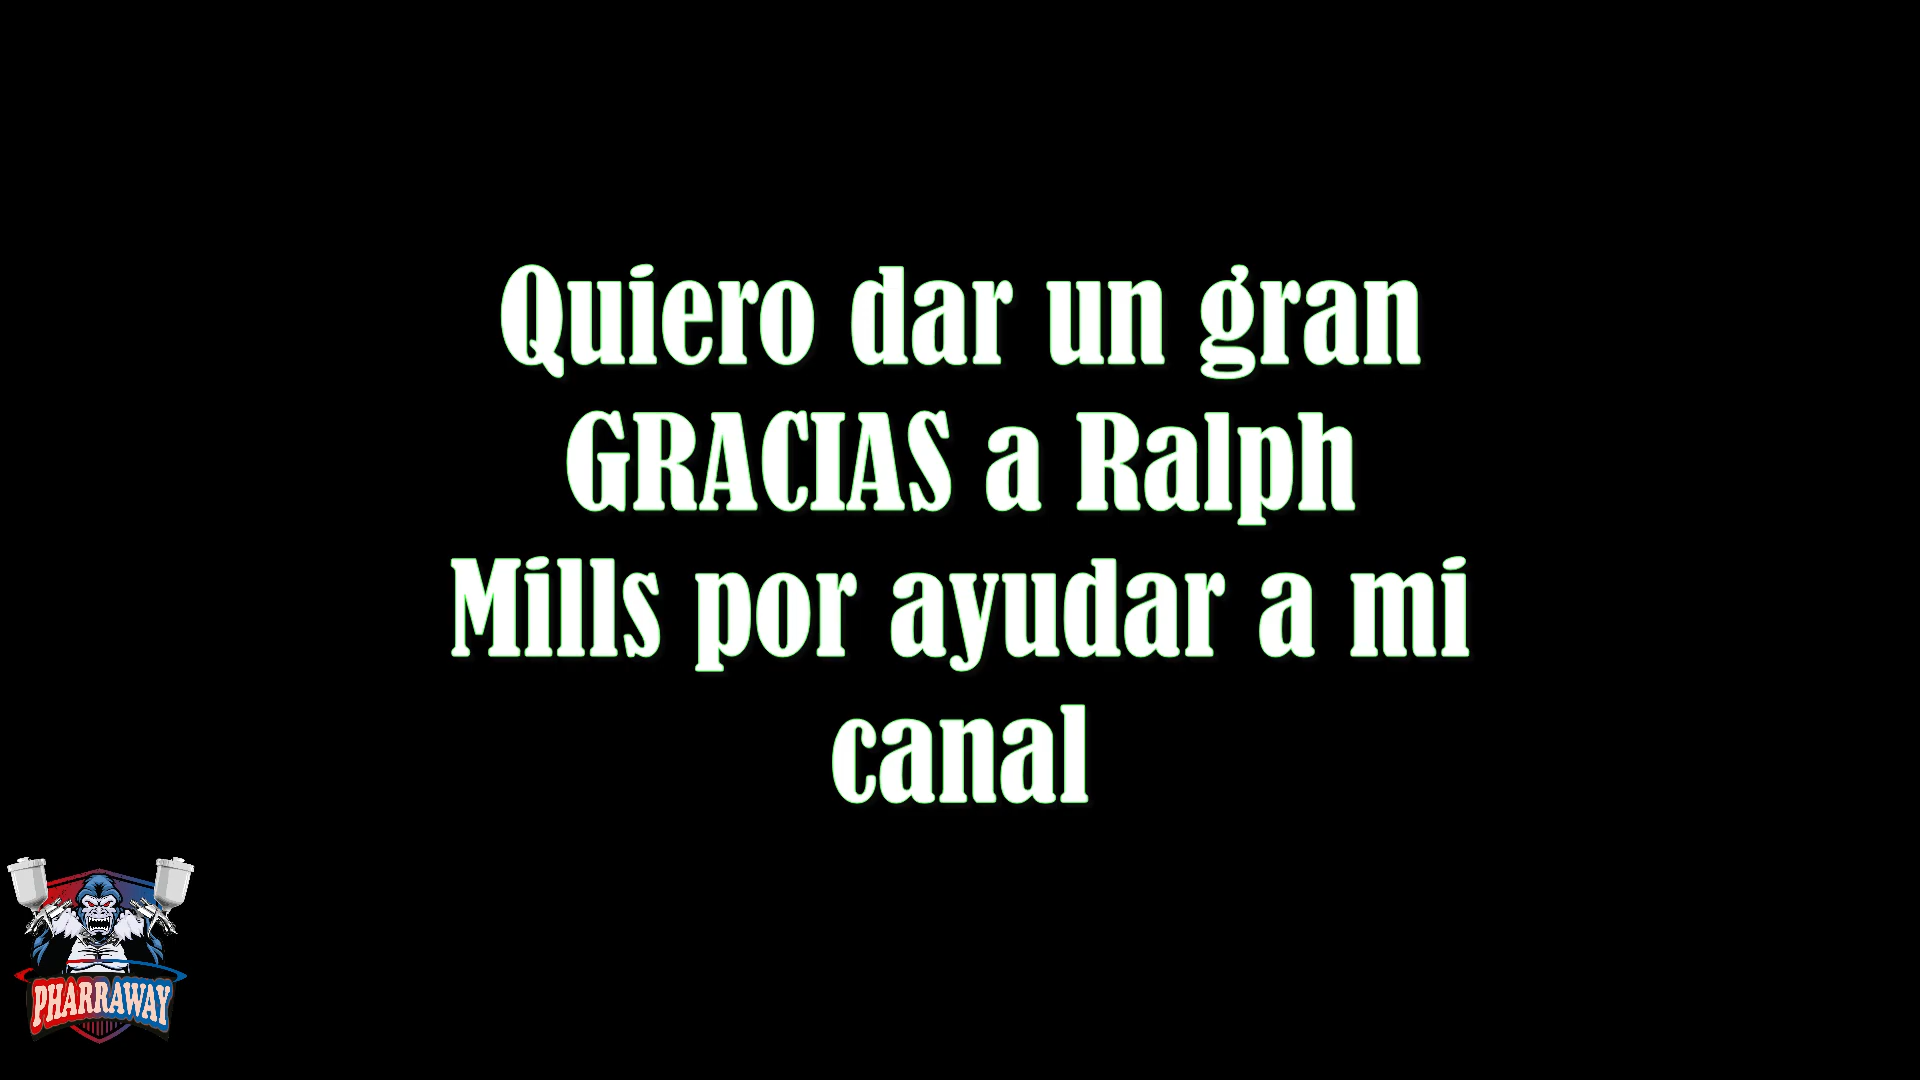 Quiero dar un gran
GRACIAS a Ralph
Mills por ayudar a mi
canal
PHARRAWAY